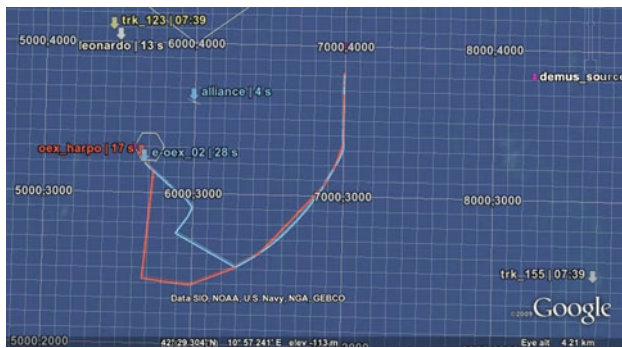 trk_123 | 07:39
5000,4000
leonardo | 13 s
6000,4000
7000,4000
8000,4000
demus_source
alliance | 4 s
oex_harpo | 17 s
e-oex_02 | 28 s
5000,3000
6000,3000
7000,3000
8000,3000
trk_155 | 07:39
Data SIO, NOAA, U.S. Navy, NGA, GEBCO
©2009 Google
5000,2000
42°29.304'N 10°57.241'E elev -113 m
Eye alt 4.21 km